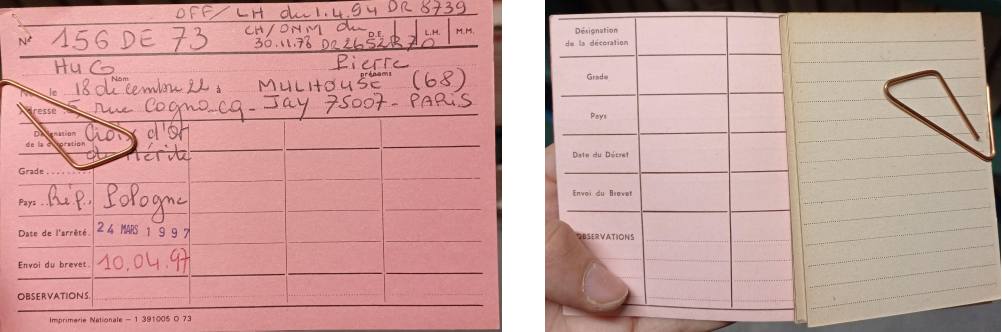 OFF/LH du 1.4.94 DR 8739
N° 156 DE 73 CH/ONM du D.E. L.H. M.M.
30.11.73 DR 2652R70
HUG Pierre
Nom prénoms
le 18 décembre 21 à MULHOUSE (68)
Adresse 5, rue Cognacq-Jay 75007-PARIS
Désignation de la décoration Croix d'Or
du Mérite
Grade
Pays Rép. Pologne
Date de l'arrêté. 24 MARS 1997
Envoi du brevet. 10.04.97
OBSERVATIONS.
Imprimerie Nationale – 1 391005 O 73
Désignation
de la décoration
Grade
Pays
Date du Décret
Envoi du Brevet
OBSERVATIONS